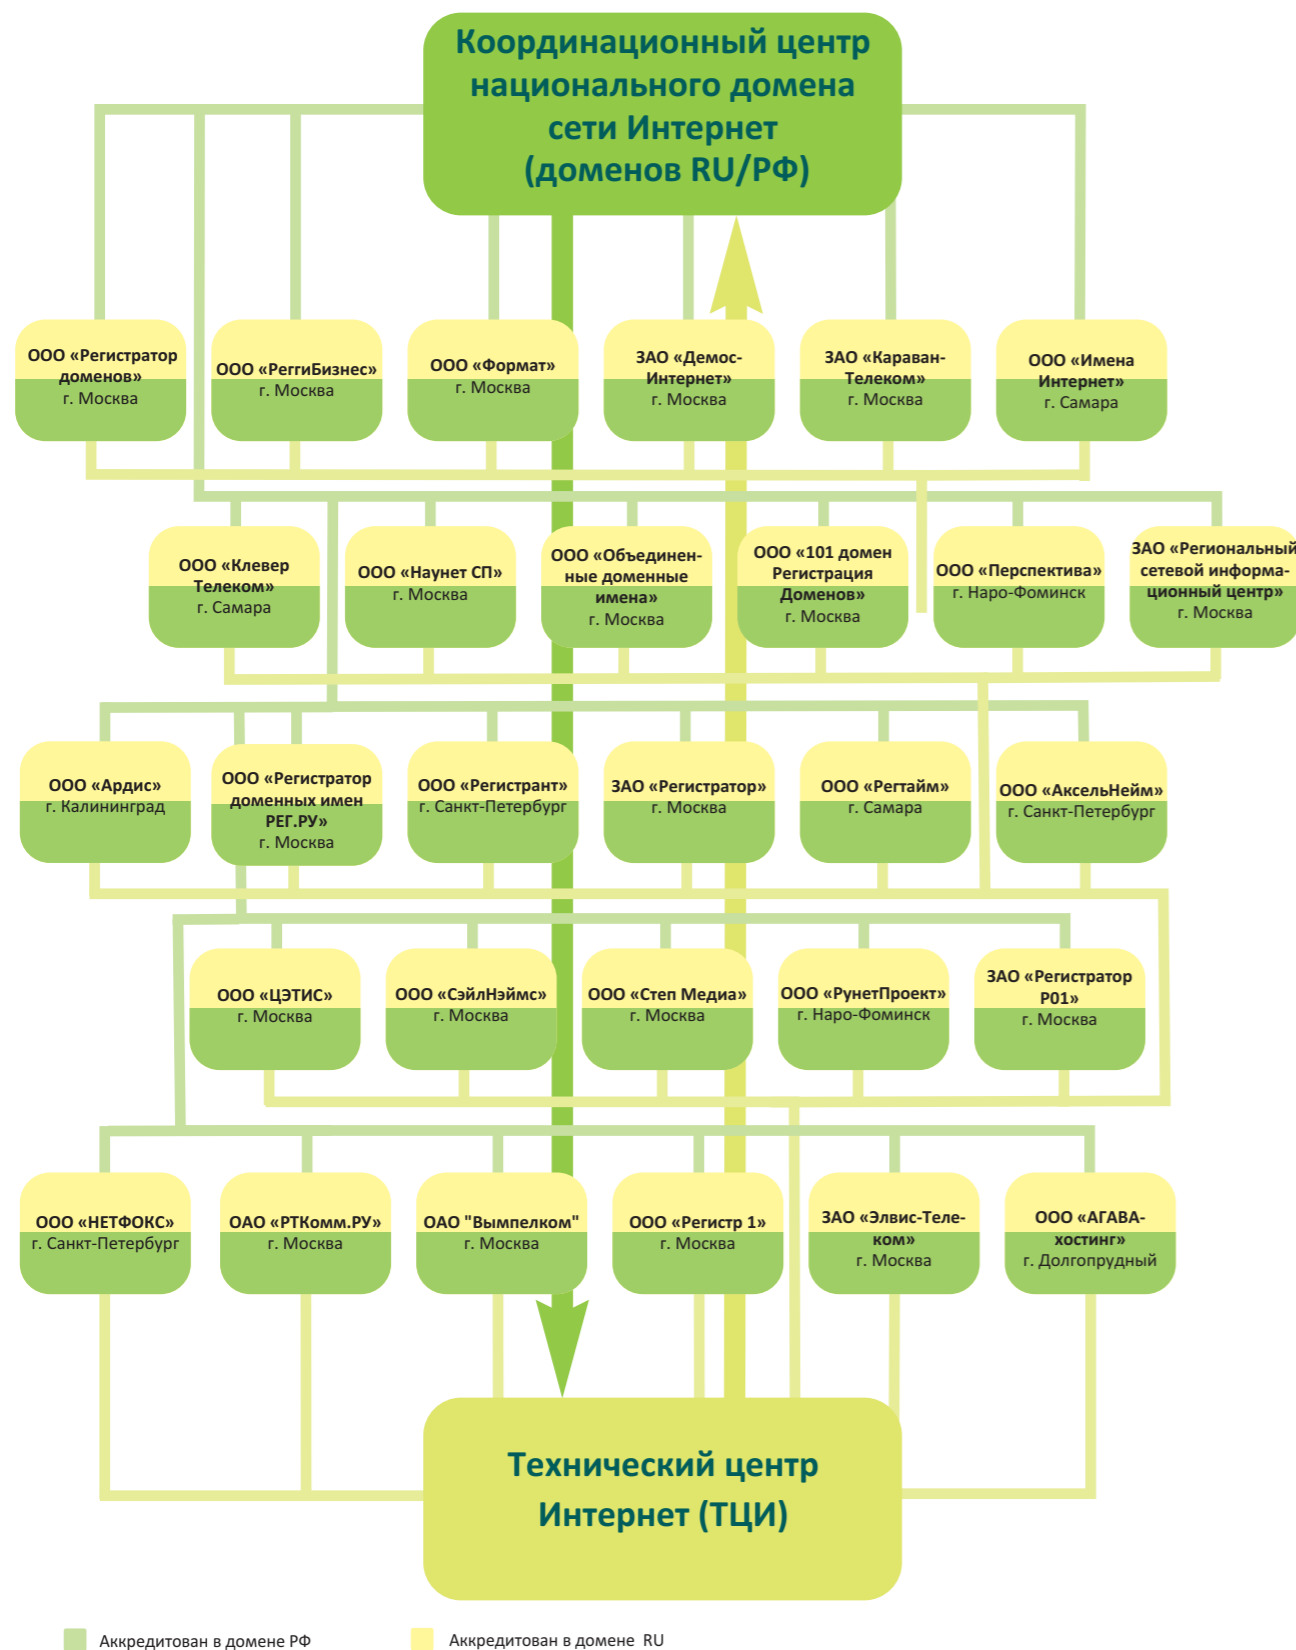 Координационный центр
национального домена
сети Интернет
(доменов RU/РФ)
ООО «Регистратор
доменов»
г. Москва
ООО «РеггиБизнес»
г. Москва
ООО «Формат»
г. Москва
ЗАО «Демос-
Интернет»
г. Москва
ЗАО «Караван-
Телеком»
г. Москва
ООО «Имена
Интернет»
г. Самара
ООО «Клевер
Телеком»
г. Самара
ООО «Наунет СП»
г. Москва
ООО «Объединен-
ные доменные
имена»
г. Москва
ООО «101 домен
Регистрация
Доменов»
г. Москва
ООО «Перспектива»
г. Наро-Фоминск
ЗАО «Региональный
сетевой информа-
ционный центр»
г. Москва
ООО «Ардис»
г. Калининград
ООО «Регистратор
доменных имен
РЕГ.РУ»
г. Москва
ООО «Регистрант»
г. Санкт-Петербург
ЗАО «Регистратор»
г. Москва
ООО «Регтайм»
г. Самара
ООО «АксельНейм»
г. Санкт-Петербург
ООО «ЦЭТИС»
г. Москва
ООО «СэйлНэймс»
г. Москва
ООО «Степ Медиа»
г. Москва
ООО «РунетПроект»
г. Наро-Фоминск
ЗАО «Регистратор
Р01»
г. Москва
ООО «НЕТФОКС»
г. Санкт-Петербург
ОАО «РТКомм.РУ»
г. Москва
ОАО "Вымпелком"
г. Москва
ООО «Регистр 1»
г. Москва
ЗАО «Элвис-Теле-
ком»
г. Москва
ООО «АГАВА-
хостинг»
г. Долгопрудный
Технический центр
Интернет (ТЦИ)
Аккредитован в домене РФ
Аккредитован в домене RU